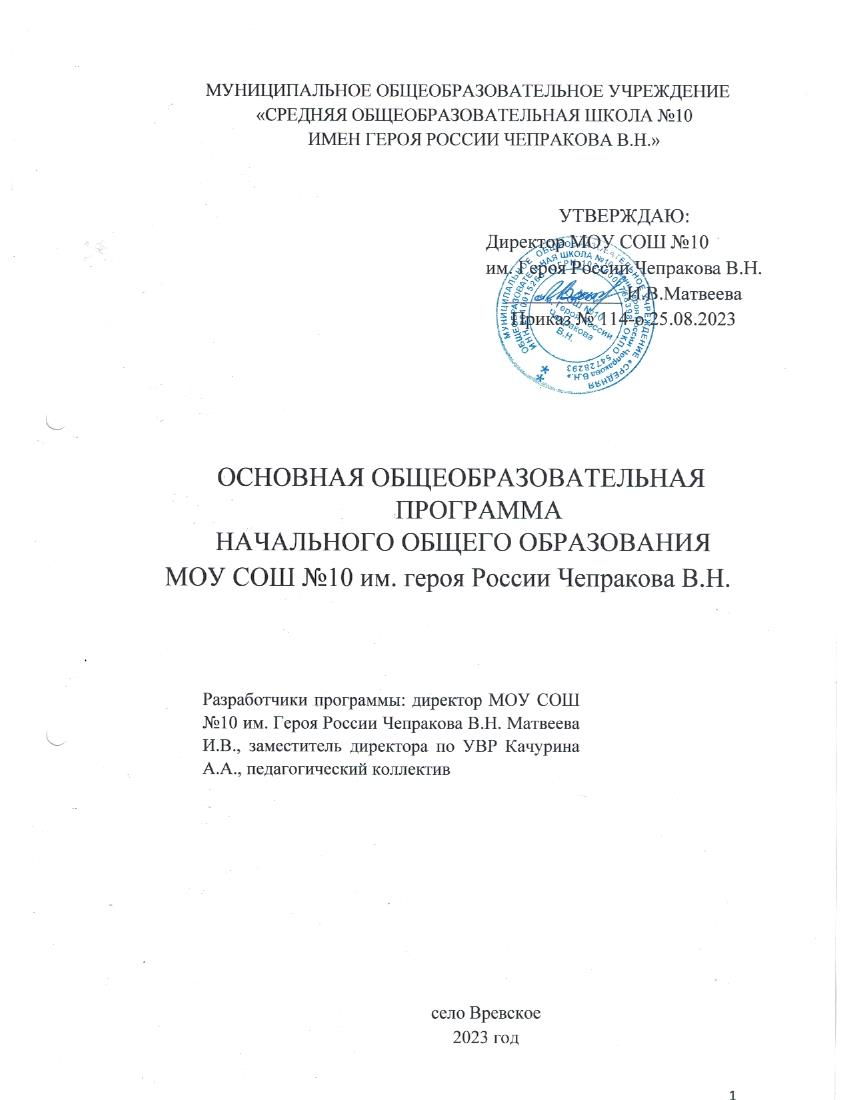 МУНИЦИПАЛЬНОЕ ОБЩЕОБРАЗОВАТЕЛЬНОЕ УЧРЕЖДЕНИЕ
«СРЕДНЯЯ ОБЩЕОБРАЗОВАТЕЛЬНАЯ ШКОЛА №10
ИМЕН ГЕРОЯ РОССИИ ЧЕПРАКОВА В.Н.»
УТВЕРЖДАЮ:
Директор МОУ СОШ №10
им. Героя России Чепракова В.Н.
И.В.Матвеева
Приказ № 114-о 25.08.2023
ОСНОВНАЯ ОБЩЕОБРАЗОВАТЕЛЬНАЯ
ПРОГРАММА
НАЧАЛЬНОГО ОБЩЕГО ОБРАЗОВАНИЯ
МОУ СОШ №10 им. героя России Чепракова В.Н.
Разработчики программы: директор МОУ СОШ
№10 им. Героя России Чепракова В.Н. Матвеева
И.В., заместитель директора по УВР Качурина
А.А., педагогический коллектив
село Вревское
2023 год
1